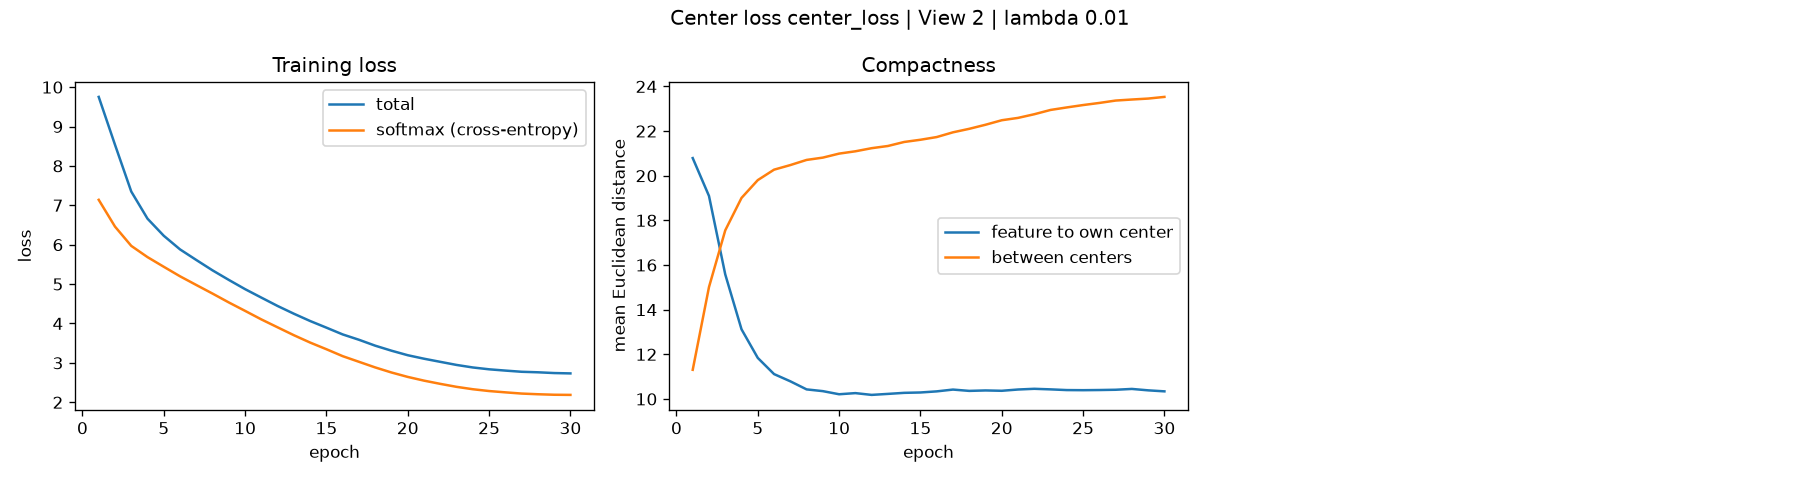 Center loss center_loss | View 2 | lambda 0.01
Training loss
total
softmax (cross-entropy)
10
9
8
7
6
5
4
3
2
loss
0 5 10 15 20 25 30
epoch
Compactness
feature to own center
between centers
24
22
20
18
16
14
12
10
mean Euclidean distance
0 5 10 15 20 25 30
epoch